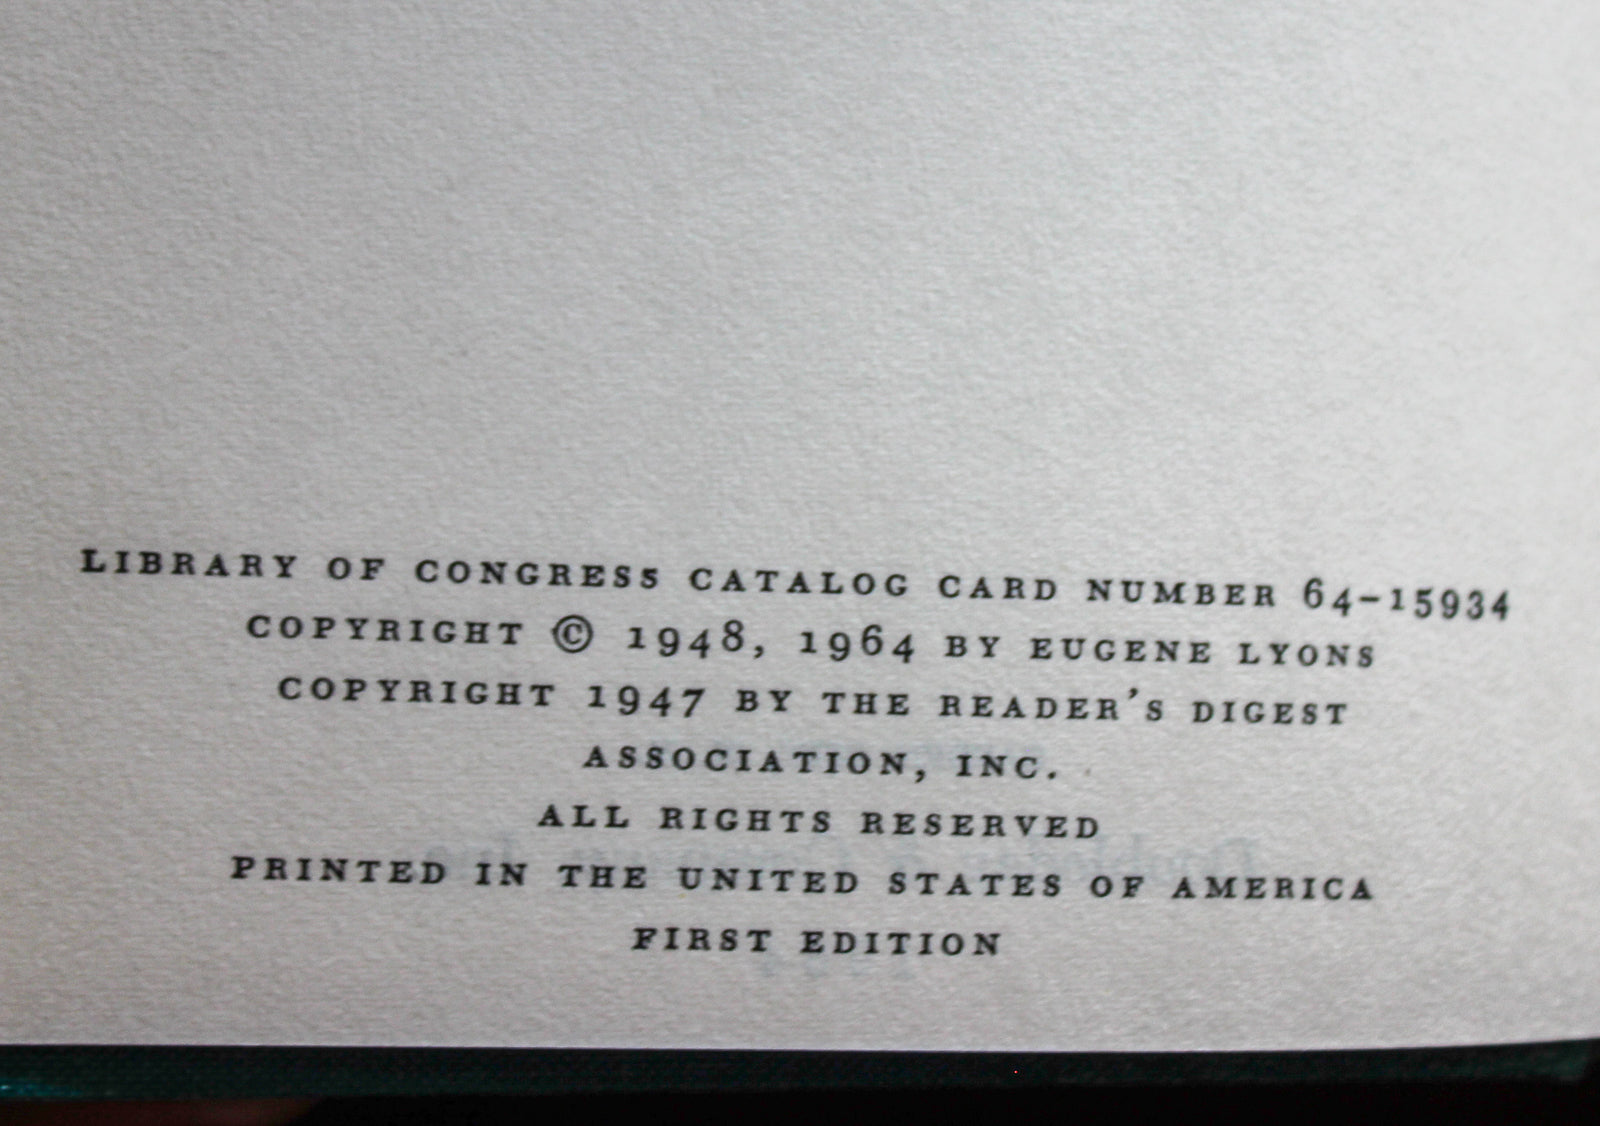 LIBRARY OF CONGRESS CATALOG CARD NUMBER 64-15934
COPYRIGHT © 1948, 1964 BY EUGENE LYONS
COPYRIGHT 1947 BY THE READER'S DIGEST
ASSOCIATION, INC.
ALL RIGHTS RESERVED
PRINTED IN THE UNITED STATES OF AMERICA
FIRST EDITION